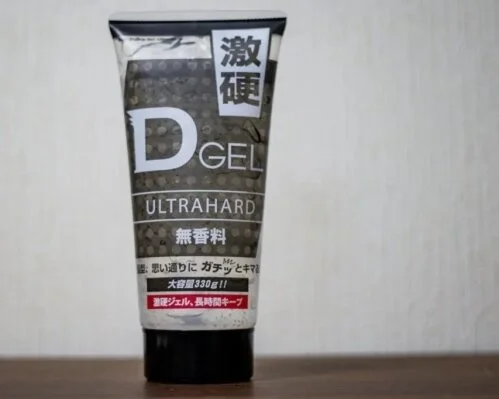 激硬
D GEL
ULTRAHARD
無香料
思い通りに ガチッとキマる
大容量330g!!
激硬ジェル、長時間キープ